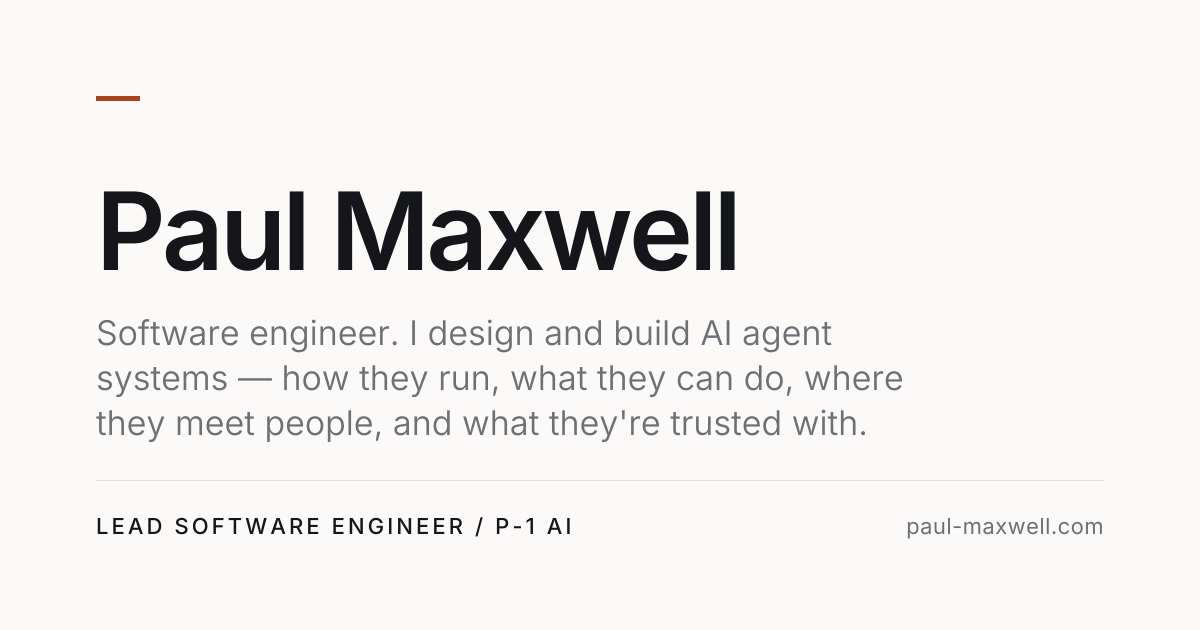 Paul Maxwell
Software engineer. I design and build AI agent
systems — how they run, what they can do, where
they meet people, and what they're trusted with.
LEAD SOFTWARE ENGINEER / P-1 AI
paul-maxwell.com